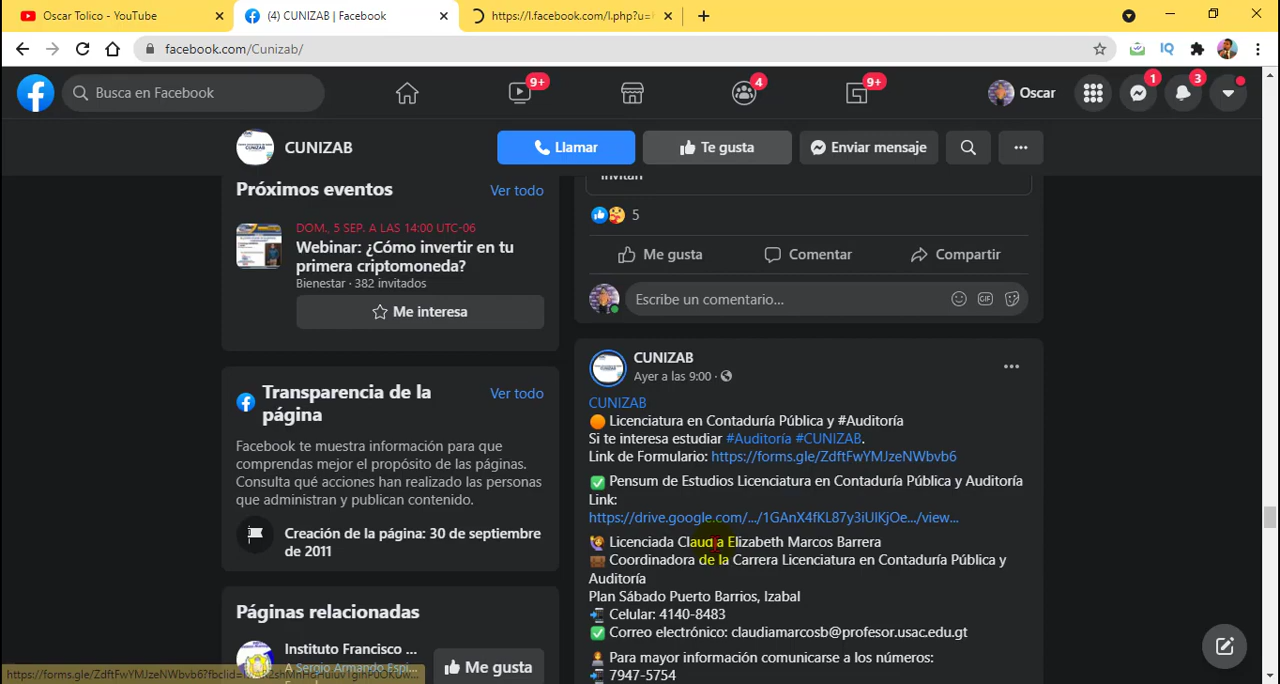 Oscar Tolico - YouTube
(4) CUNIZAB | Facebook
https://l.facebook.com/l.php?u=
facebook.com/Cunizab/
IQ
Busca en Facebook
9+
4
9+
Oscar
1
3
CUNIZAB
Llamar
Te gusta
Enviar mensaje
Próximos eventos
Ver todo
DOM., 5 SEP. A LAS 14:00 UTC-06
Webinar: ¿Cómo invertir en tu
primera criptomoneda?
Bienestar · 382 invitados
Me interesa
Transparencia de la
página
Ver todo
Facebook te muestra información para que
comprendas mejor el propósito de las páginas.
Consulta qué acciones han realizado las personas
que administran y publican contenido.
Creación de la página: 30 de septiembre
de 2011
Páginas relacionadas
Instituto Francisco ...
A Sergio Armando Espi...
Me gusta
invitan
5
Me gusta
Comentar
Compartir
Escribe un comentario...
GIF
CUNIZAB
Ayer a las 9:00 ·
CUNIZAB
Licenciatura en Contaduría Pública y #Auditoría
Si te interesa estudiar #Auditoría #CUNIZAB.
Link de Formulario: https://forms.gle/ZdftFwYMJzeNWbvb6
Pensum de Estudios Licenciatura en Contaduría Pública y Auditoría
Link:
https://drive.google.com/.../1GAnX4fKL87y3iUlKjOe.../view...
Licenciada Claudia Elizabeth Marcos Barrera
Coordinadora de la Carrera Licenciatura en Contaduría Pública y
Auditoría
Plan Sábado Puerto Barrios, Izabal
Celular: 4140-8483
Correo electrónico: claudiamarcosb@profesor.usac.edu.gt
Para mayor información comunicarse a los números:
7947-5754